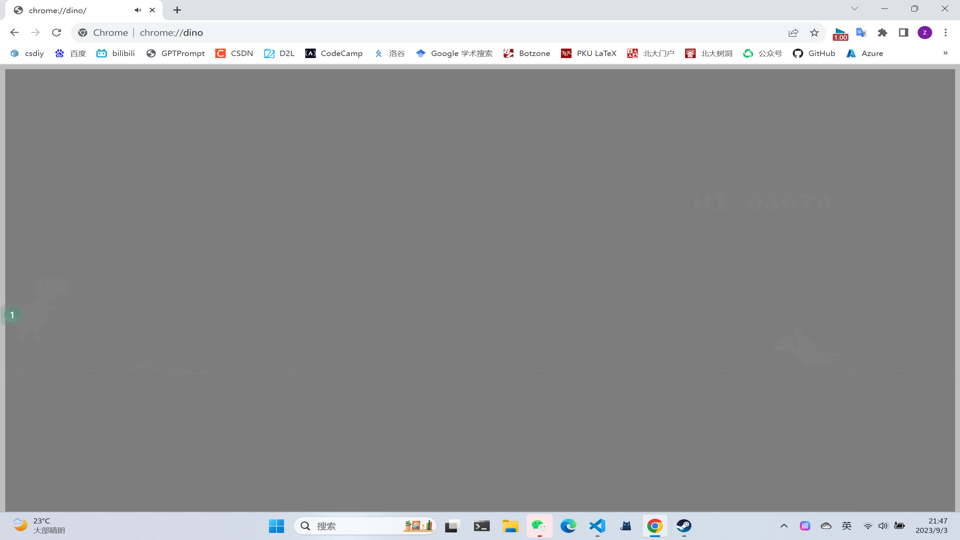 chrome://dino/
Chrome | chrome://dino
1.00
z
csdiy 百度 bilibili GPTPrompt CSDN D2L CodeCamp 洛谷 Google 学术搜索 Botzone PKU LaTeX 北大门户 北大树洞 公众号 GitHub Azure »
HI 03074
1
23°C
大部晴朗
搜索
英
21:47
2023/9/3